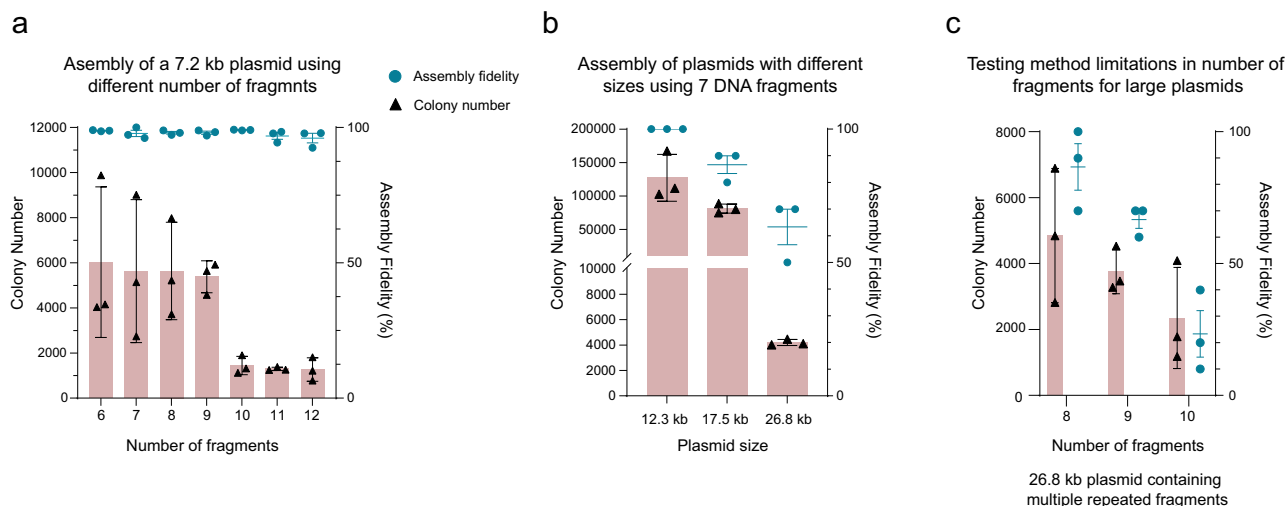 a
Asembly of a 7.2 kb plasmid using
different number of fragmnts
Assembly fidelity
Colony number
12000
10000
8000
6000
4000
2000
0
Colony Number
100
50
0
Assembly Fidelity (%)
6 7 8 9 10 11 12
Number of fragments
b
Assembly of plasmids with different
sizes using 7 DNA fragments
200000
150000
100000
50000
10000
8000
6000
4000
2000
0
Colony Number
100
80
60
50
40
20
0
Assembly Fidelity (%)
12.3 kb 17.5 kb 26.8 kb
Plasmid size
c
Testing method limitations in number of
fragments for large plasmids
8000
6000
4000
2000
0
Colony Number
100
50
0
Assembly Fidelity (%)
8 9 10
Number of fragments
26.8 kb plasmid containing
multiple repeated fragments